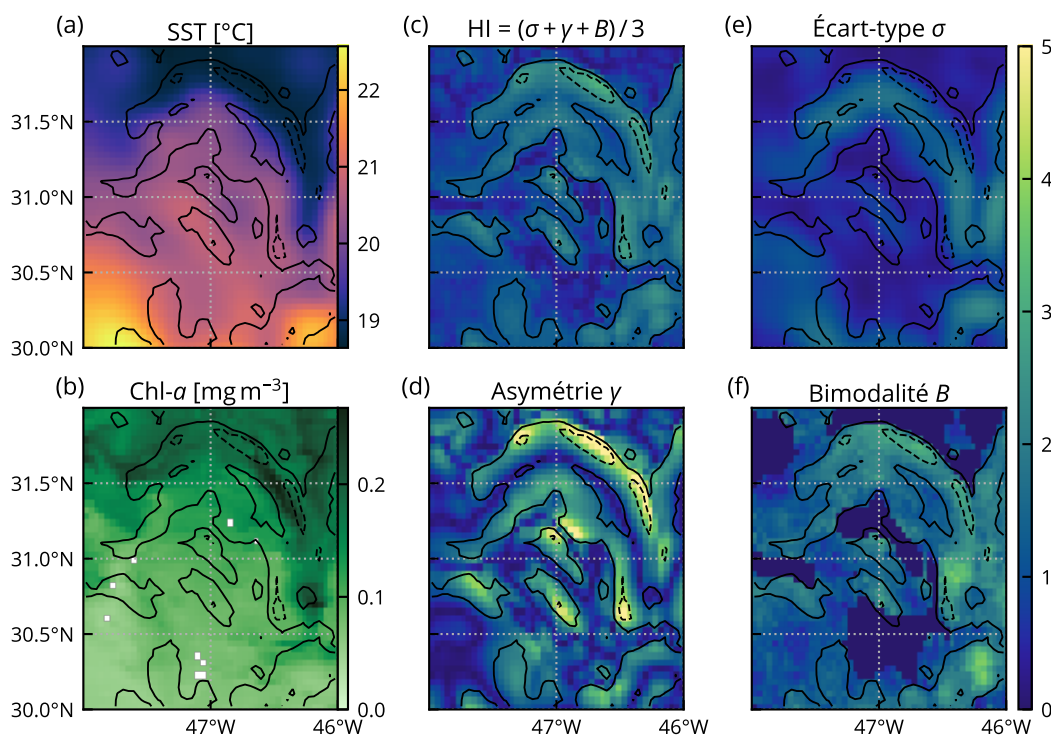 (a) SST [°C]
(c) HI = (σ + γ + B) / 3
(e) Écart-type σ
31.5°N
31.0°N
30.5°N
30.0°N
22
21
20
19
5
4
3
2
1
0
(b) Chl-a [mg m⁻³]
(d) Asymétrie γ
(f) Bimodalité B
31.5°N
31.0°N
30.5°N
30.0°N
0.2
0.1
0.0
47°W 46°W
47°W
47°W 46°W